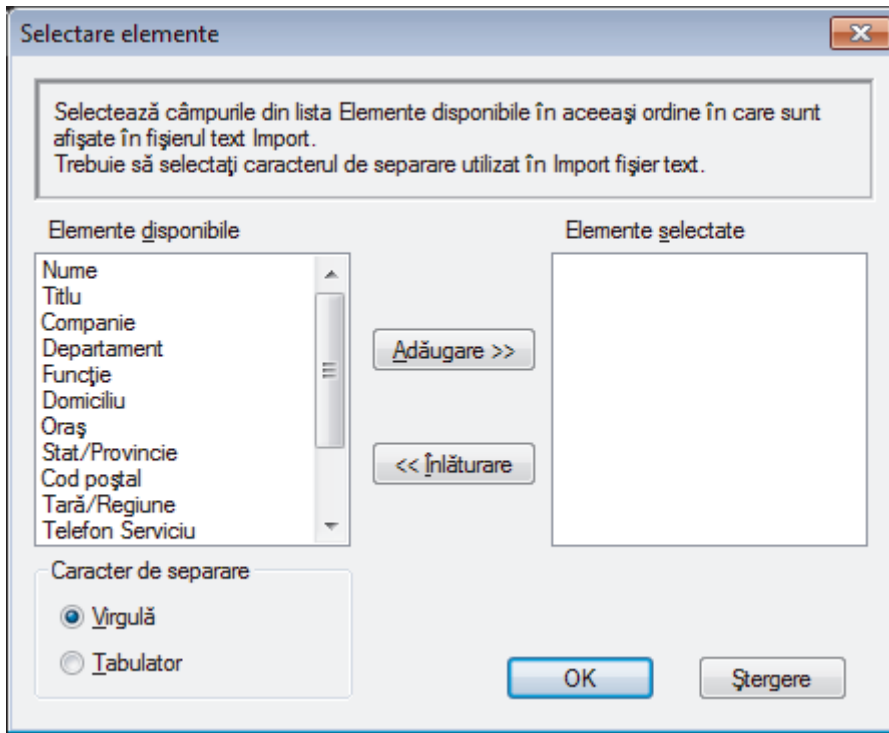 Selectare elemente
Selectează câmpurile din lista Elemente disponibile în aceeaşi ordine în care sunt
afişate în fişierul text Import.
Trebuie să selectaţi caracterul de separare utilizat în Import fişier text.
Elemente disponibile
Elemente selectate
Nume
Titlu
Companie
Departament
Funcţie
Domiciliu
Oraş
Stat/Provincie
Cod poştal
Tară/Regiune
Telefon Serviciu
Adăugare >>
<< Înlăturare
Caracter de separare
Virgulă
Tabulator
OK
Ştergere